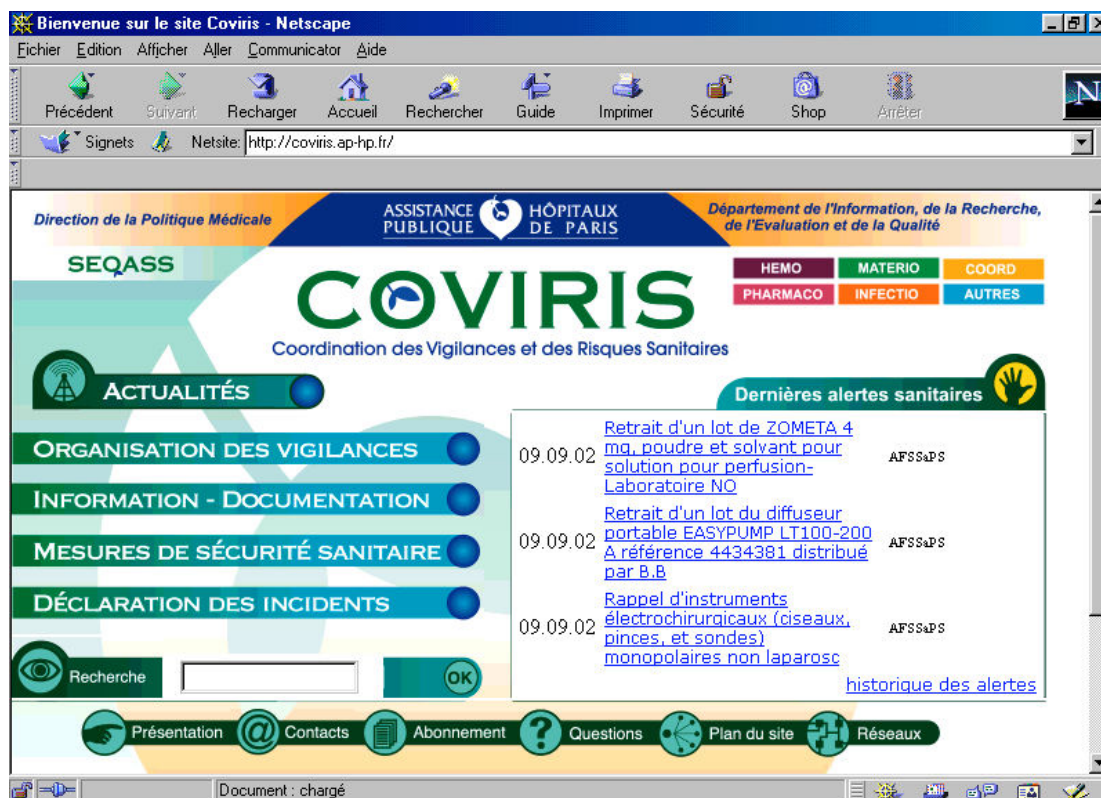 Bienvenue sur le site Coviris - Netscape
Fichier Edition Afficher Aller Communicator Aide
Précédent Suivant Recharger Accueil Rechercher Guide Imprimer Sécurité Shop Arrêter
N
Signets Netsite: http://coviris.ap-hp.fr/
Direction de la Politique Médicale
ASSISTANCE PUBLIQUE HÔPITAUX DE PARIS
Département de l'Information, de la Recherche,
de l'Evaluation et de la Qualité
SEQASS
HEMO MATERIO COORD
PHARMACO INFECTIO AUTRES
COVIRIS
Coordination des Vigilances et des Risques Sanitaires
ACTUALITÉS
ORGANISATION DES VIGILANCES
INFORMATION - DOCUMENTATION
MESURES DE SÉCURITÉ SANITAIRE
DÉCLARATION DES INCIDENTS
Recherche OK
Dernières alertes sanitaires
09.09.02 Retrait d'un lot de ZOMETA 4
mg, poudre et solvant pour
solution pour perfusion-
Laboratoire NO
AFSSaPS
09.09.02 Retrait d'un lot du diffuseur
portable EASYPUMP LT100-200
A référence 4434381 distribué
par B.B
AFSSaPS
09.09.02 Rappel d'instruments
électrochirurgicaux (ciseaux,
pinces, et sondes)
monopolaires non laparosc
AFSSaPS
historique des alertes
Présentation @ Contacts Abonnement ? Questions Plan du site Réseaux
Document : chargé